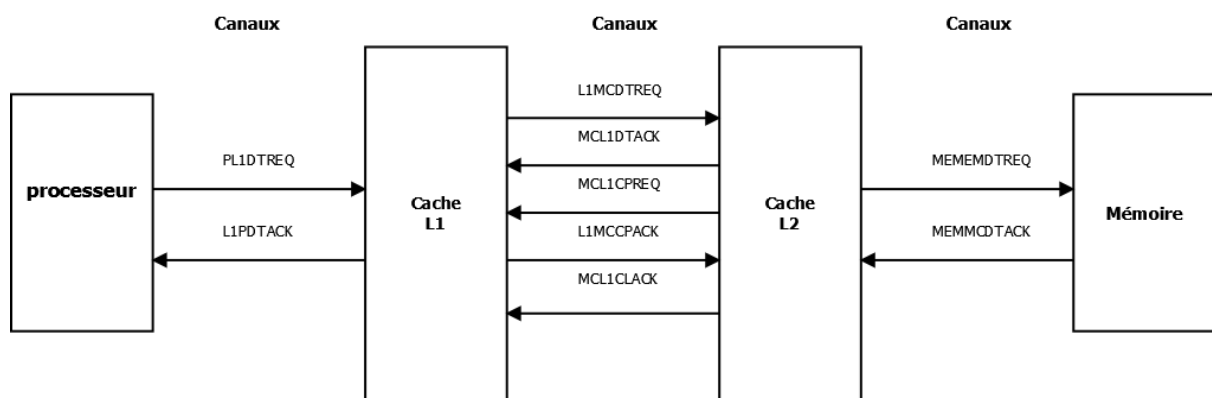 Canaux
Canaux
Canaux
processeur
PL1DTREQ
L1PDTACK
Cache
L1
L1MCDTREQ
MCL1DTACK
MCL1CPREQ
L1MCCPACK
MCL1CLACK
Cache
L2
MEMEMDTREQ
MEMMCDTACK
Mémoire